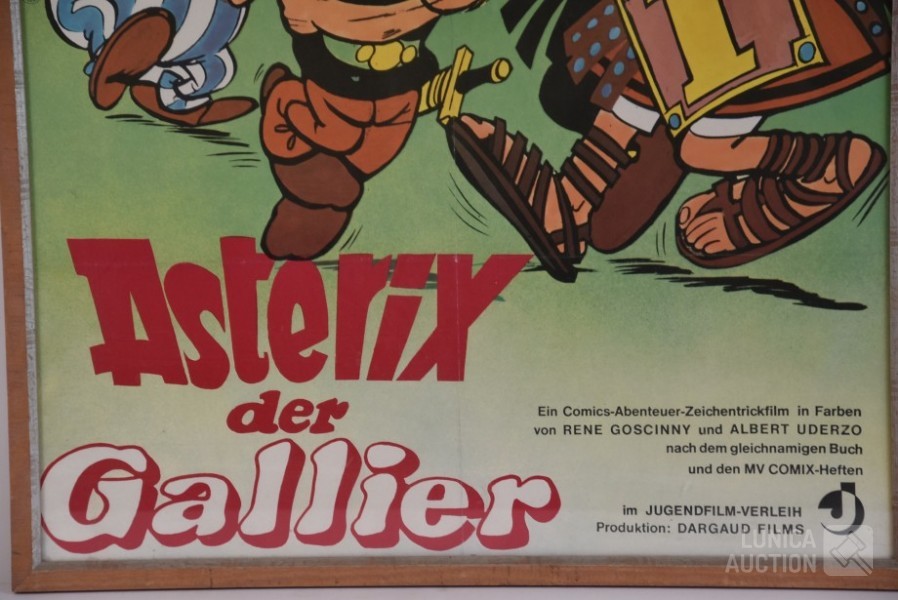 Asterix
der
Gallier
Ein Comics-Abenteuer-Zeichentrickfilm in Farben
von RENE GOSCINNY und ALBERT UDERZO
nach dem gleichnamigen Buch
und den MV COMIX-Heften
im JUGENDFILM-VERLEIH
Produktion: DARGAUD FILMS
J
LUNICA
AUCTION